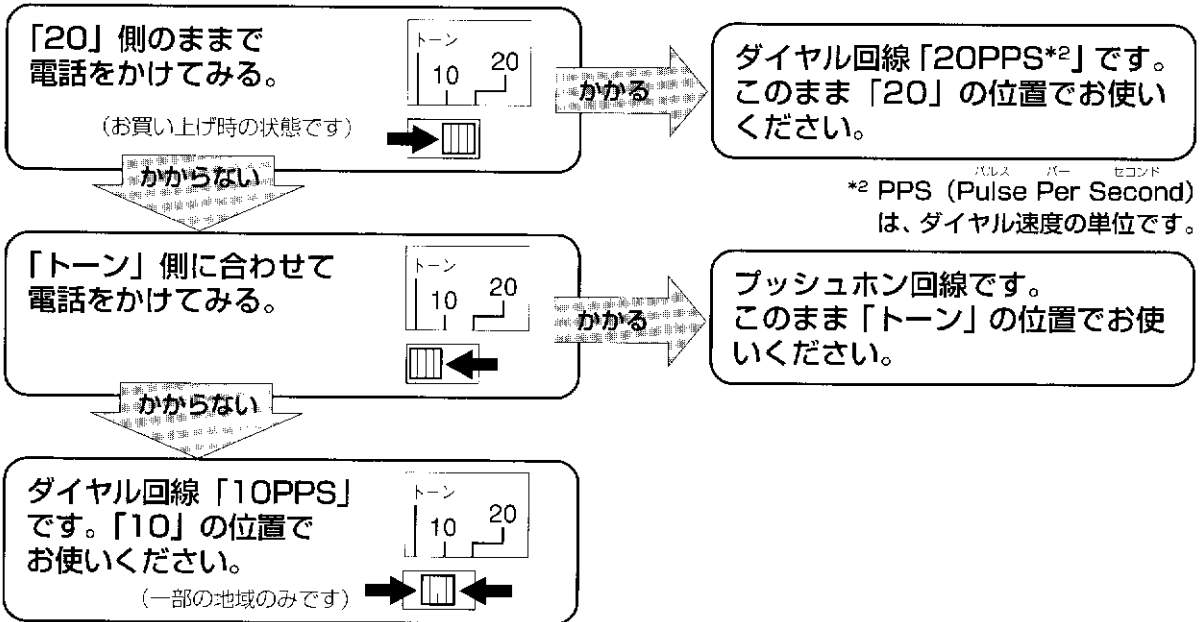 「20」側のままで
電話をかけてみる。
(お買い上げ時の状態です)
トーン
10
20
かかる
ダイヤル回線「20PPS*2」です。
このまま「20」の位置でお使い
ください。
パルス パー セコンド
*2 PPS (Pulse Per Second)
は、ダイヤル速度の単位です。
かからない
「トーン」側に合わせて
電話をかけてみる。
トーン
10
20
かかる
プッシュホン回線です。
このまま「トーン」の位置でお使
いください。
かからない
ダイヤル回線「10PPS」
です。「10」の位置で
お使いください。
(一部の地域のみです)
トーン
10
20